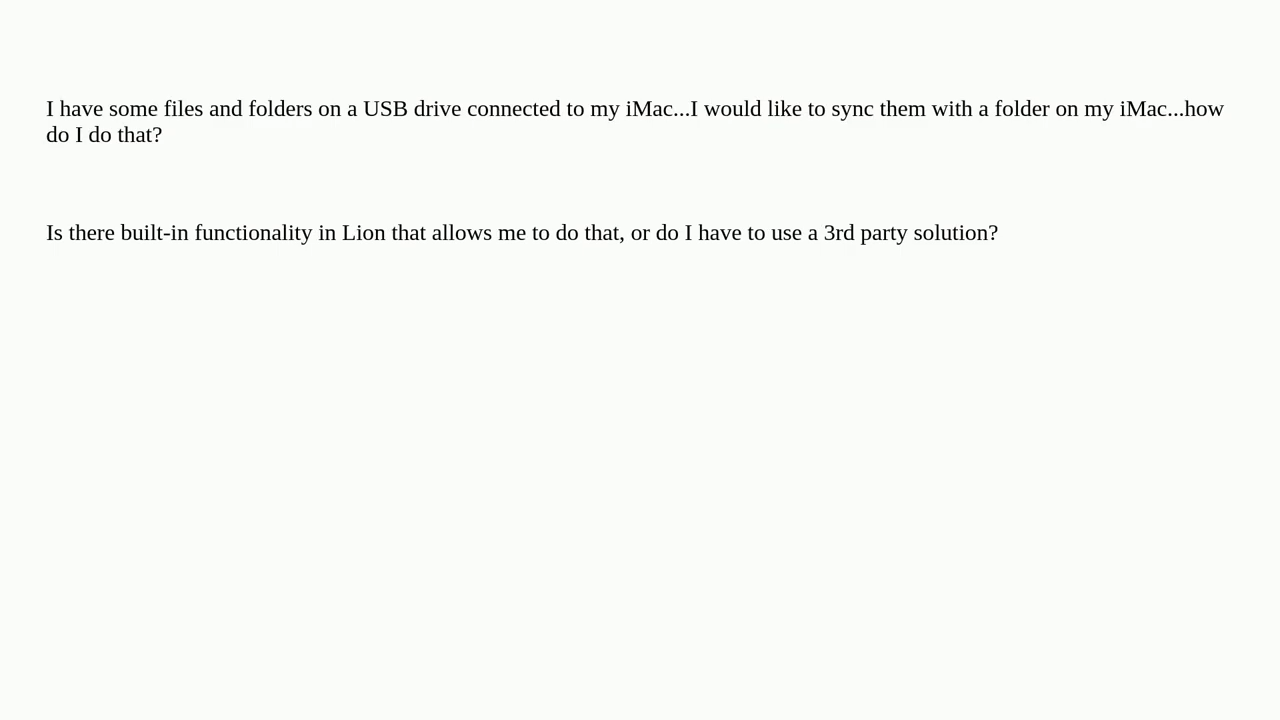 I have some files and folders on a USB drive connected to my iMac...I would like to sync them with a folder on my iMac...how
do I do that?
Is there built-in functionality in Lion that allows me to do that, or do I have to use a 3rd party solution?